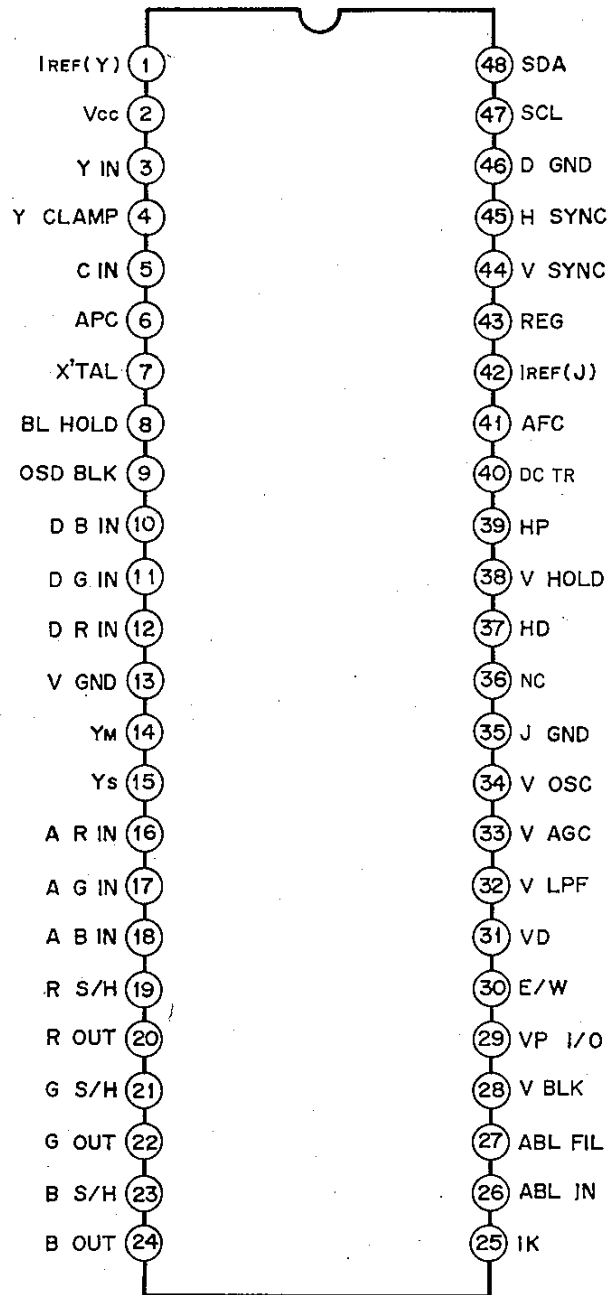 IREF(Y) 1 48 SDA
Vcc 2 47 SCL
Y IN 3 46 D GND
Y CLAMP 4 45 H SYNC
C IN 5 44 V SYNC
APC 6 43 REG
X'TAL 7 42 IREF(J)
BL HOLD 8 41 AFC
OSD BLK 9 40 DC TR
D B IN 10 39 HP
D G IN 11 38 V HOLD
D R IN 12 37 HD
V GND 13 36 NC
YM 14 35 J GND
YS 15 34 V OSC
A R IN 16 33 V AGC
A G IN 17 32 V LPF
A B IN 18 31 VD
R S/H 19 30 E/W
R OUT 20 29 VP I/O
G S/H 21 28 V BLK
G OUT 22 27 ABL FIL
B S/H 23 26 ABL IN
B OUT 24 25 IK